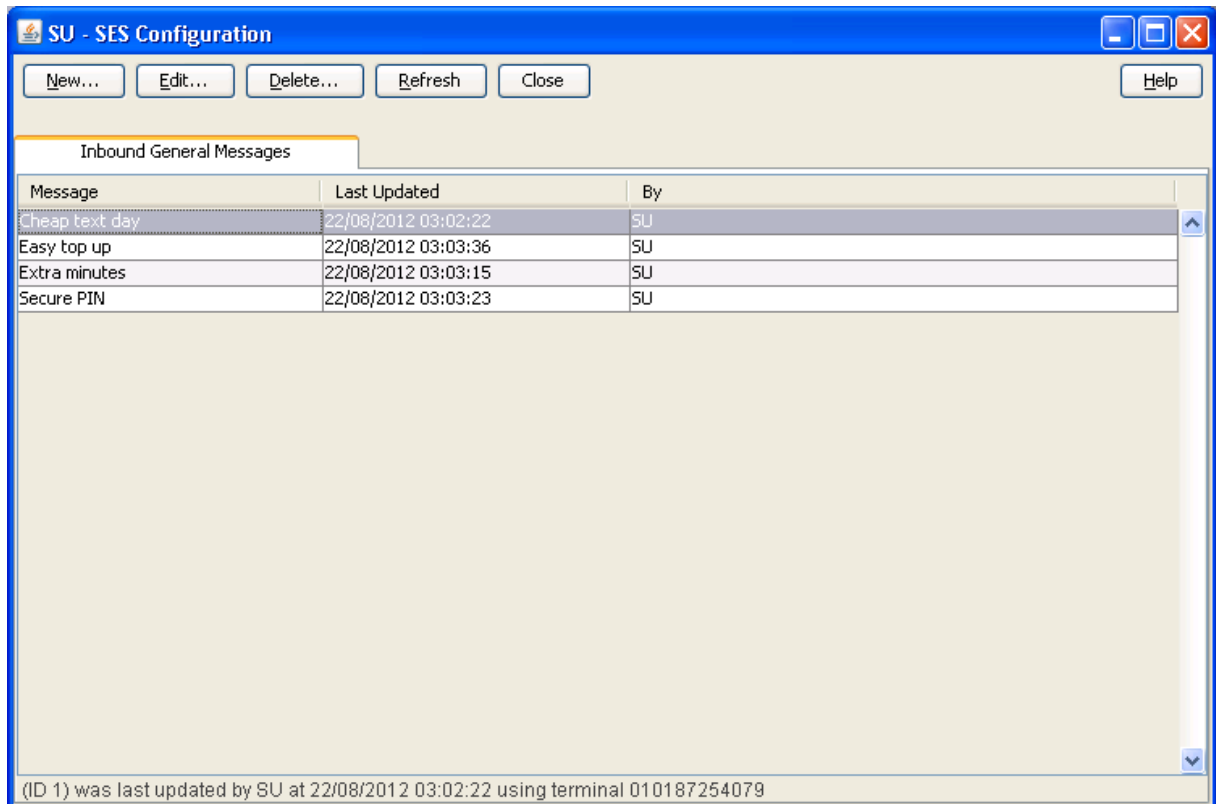 SU - SES Configuration
New... Edit... Delete... Refresh Close Help
Inbound General Messages
Message Last Updated By
Cheap text day 22/08/2012 03:02:22 SU
Easy top up 22/08/2012 03:03:36 SU
Extra minutes 22/08/2012 03:03:15 SU
Secure PIN 22/08/2012 03:03:23 SU
(ID 1) was last updated by SU at 22/08/2012 03:02:22 using terminal 010187254079